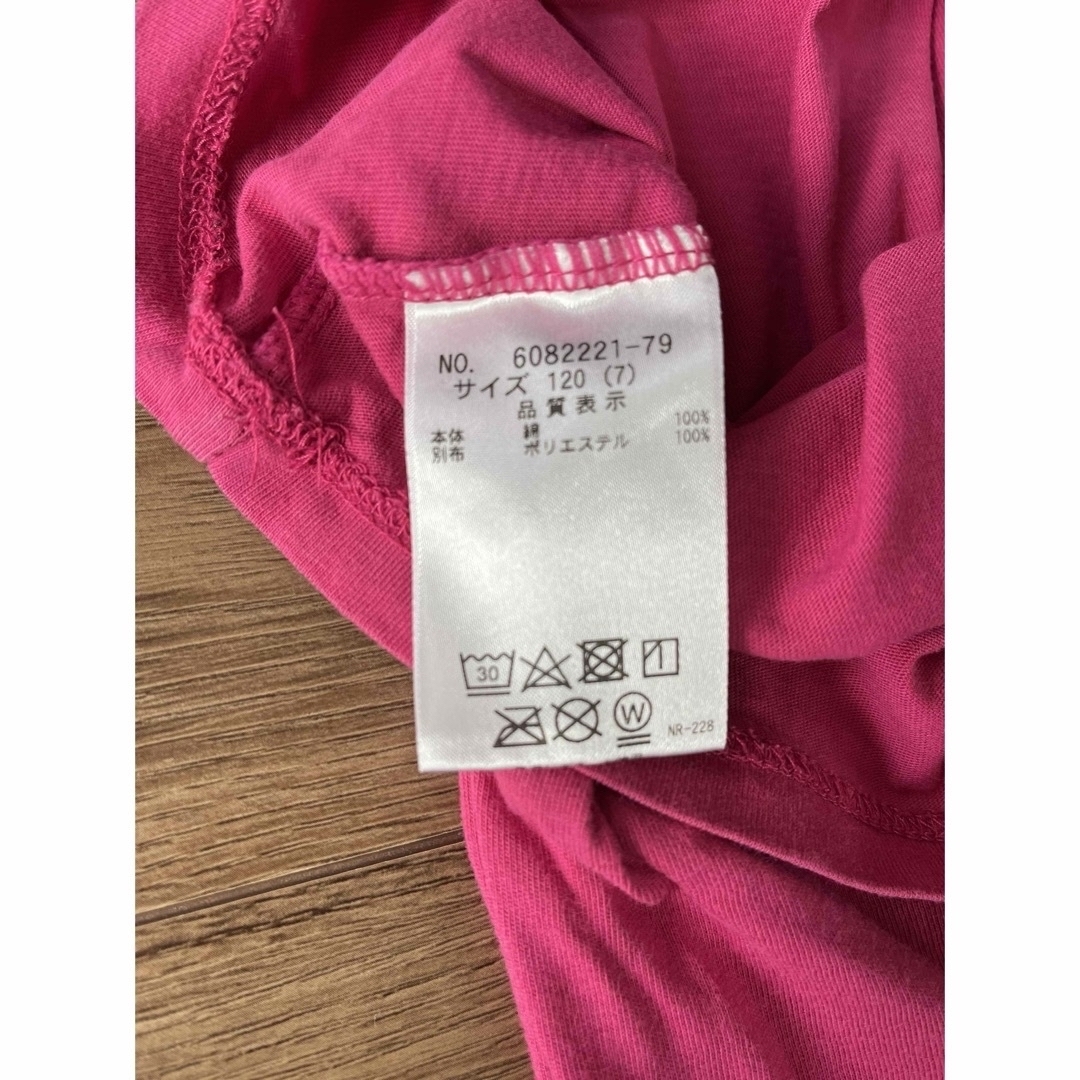 NO. 6082221-79
サイズ 120 (7)
品質表示
本体 綿 100%
別布 ポリエステル 100%
30
W
NR-228